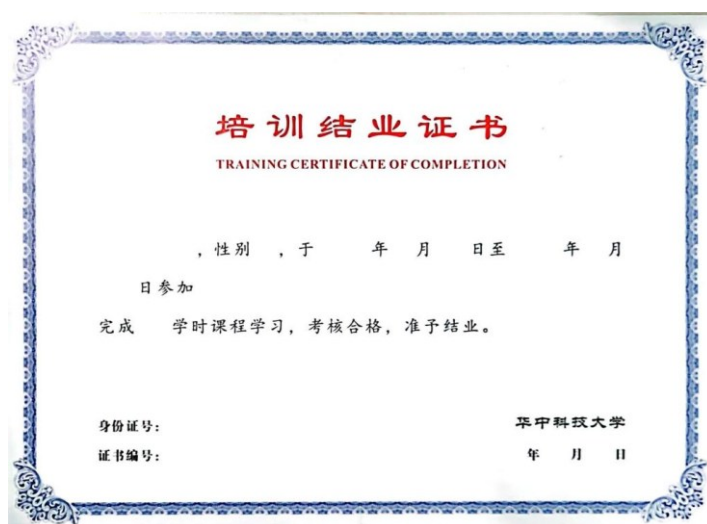 培训结业证书
TRAINING CERTIFICATE OF COMPLETION
，性别 ，于 年 月 日至 年 月
日参加
完成 学时课程学习，考核合格，准予结业。
身份证号：
华中科技大学
证书编号：
年 月 日